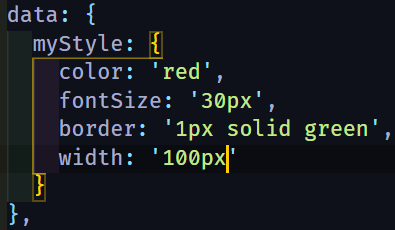 data: {
myStyle: {
color: 'red',
fontSize: '30px',
border: '1px solid green',
width: '100px'
}
},